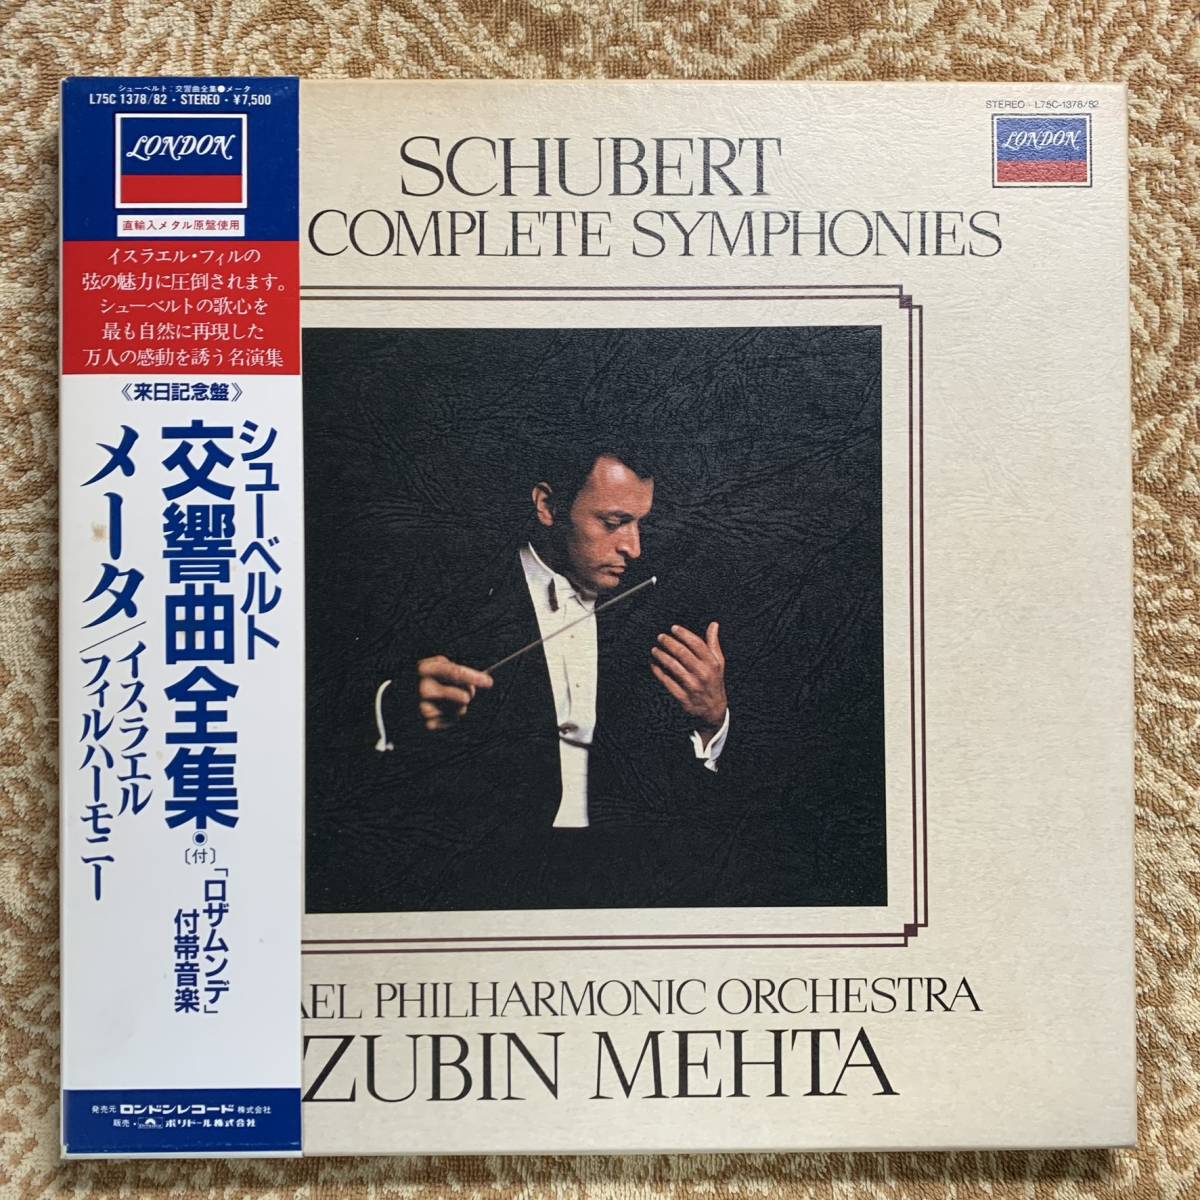 シューベルト:交響曲全集●メータ
L75C 1378/82・STEREO・¥7,500
LONDON
直輸入メタル原盤使用
イスラエル・フィルの
弦の魅力に圧倒されます。
シューベルトの歌心を
最も自然に再現した
万人の感動を誘う名演集
《来日記念盤》
シューベルト
交響曲全集●
〔付〕「ロザムンデ」
付帯音楽
メータ/イスラエル
フィルハーモニー
発売元 ロンドンレコード 株式会社
販売・ポリドール株式会社
STEREO・L75C-1378/82
LONDON
SCHUBERT
COMPLETE SYMPHONIES
AEL PHILHARMONIC ORCHESTRA
ZUBIN MEHTA